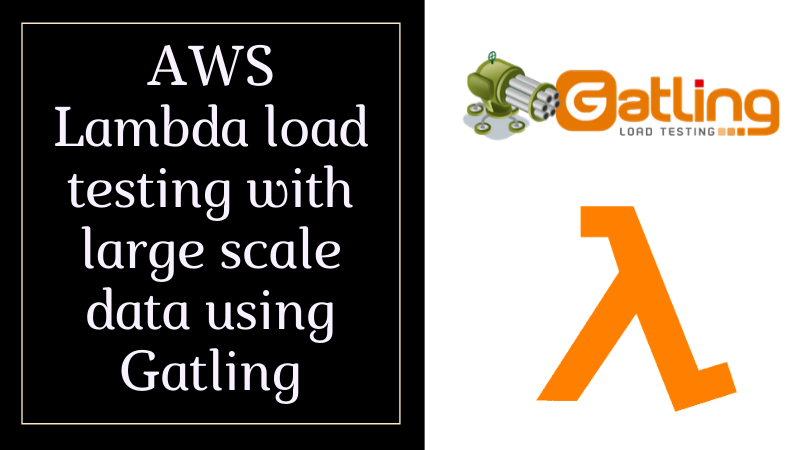 AWS
Lambda load
testing with
large scale
data using
Gatling
Gatling
LOAD TESTING
λ